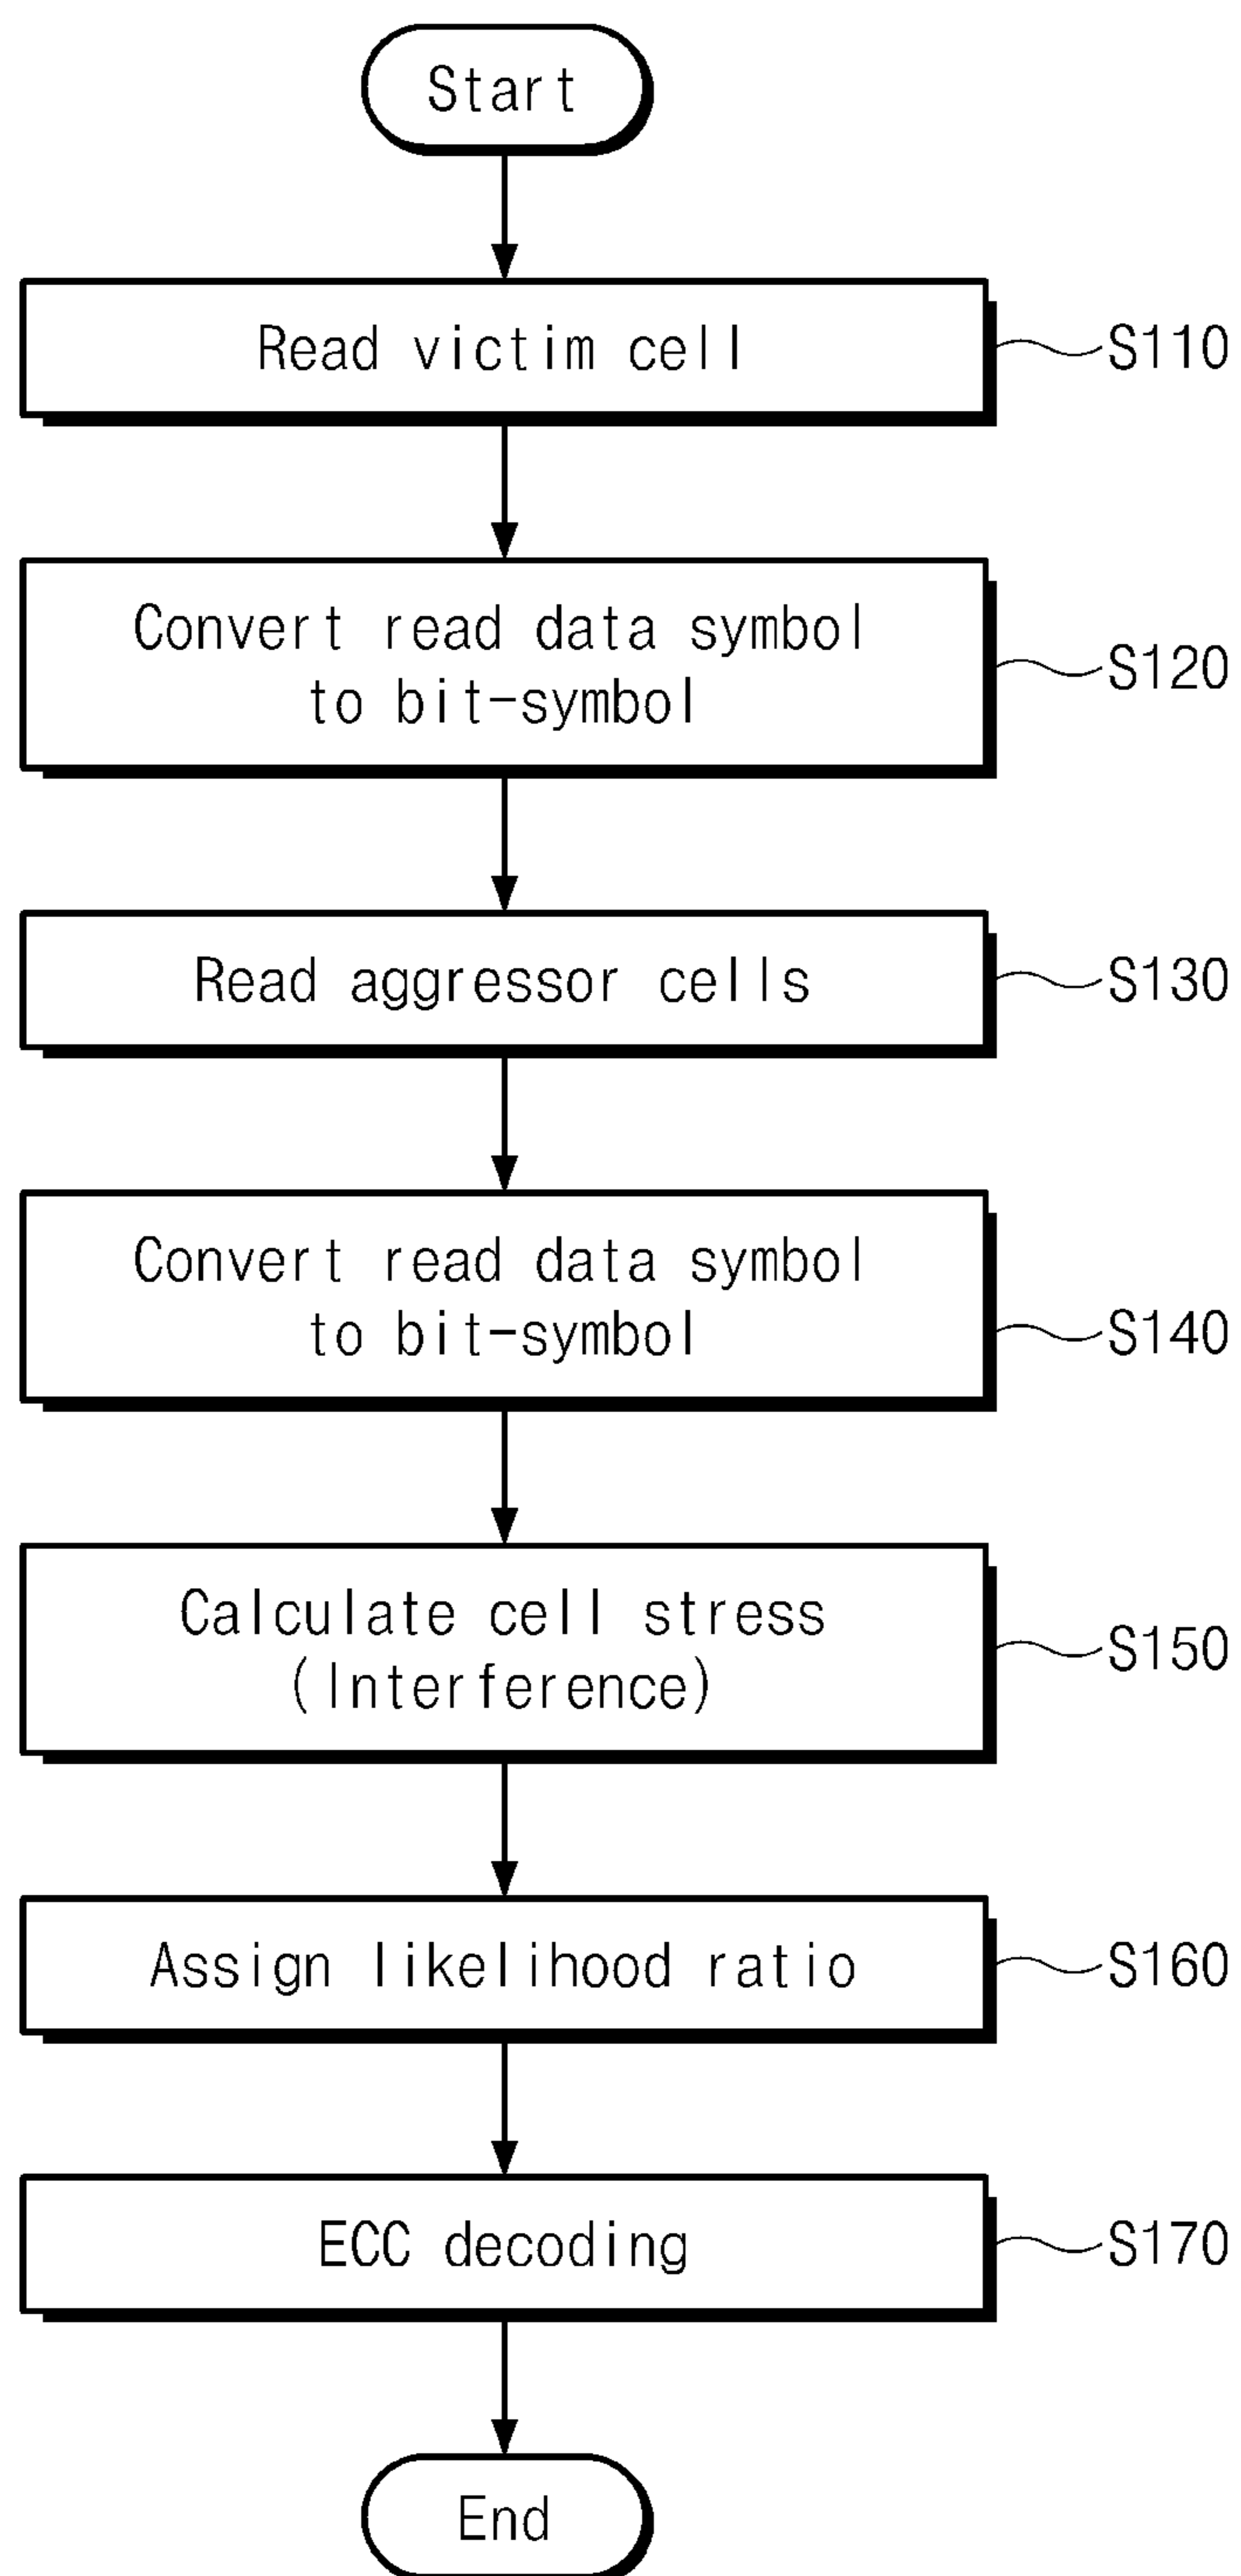 Start
Read victim cell
S110
Convert read data symbol
to bit-symbol
S120
Read aggressor cells
S130
Convert read data symbol
to bit-symbol
S140
Calculate cell stress
(Interference)
S150
Assign likelihood ratio
S160
ECC decoding
S170
End